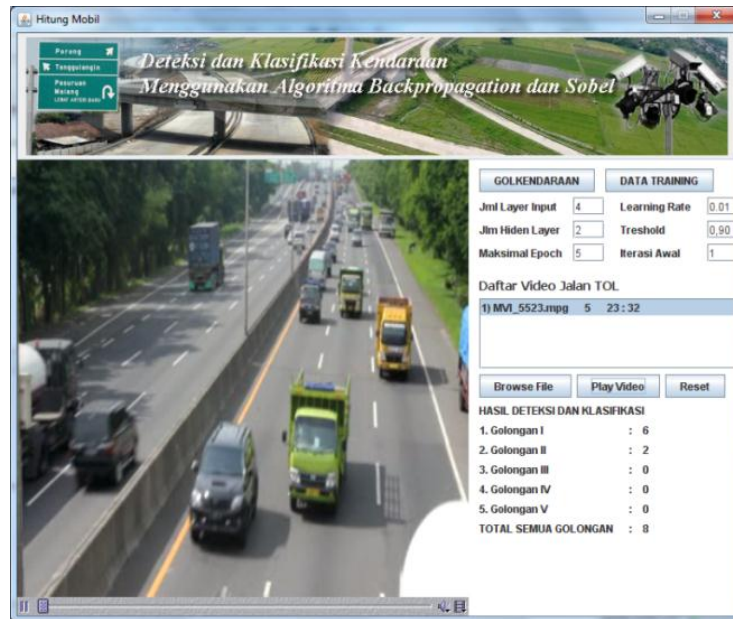 Hitung Mobil
Porong
Tanggulangin
Pasuruan
Malang
LEWAT ARTERI BARU
Deteksi dan Klasifikasi Kendaraan
Menggunakan Algoritma Backpropagation dan Sobel
GOLKENDARAAN DATA TRAINING
Jml Layer Input 4 Learning Rate 0.01
Jlm Hiden Layer 2 Treshold 0,90
Maksimal Epoch 5 Iterasi Awal 1
Daftar Video Jalan TOL
1) MVI_5523.mpg 5 23:32
Browse File Play Video Reset
HASIL DETEKSI DAN KLASIFIKASI
1. Golongan I : 6
2. Golongan II : 2
3. Golongan III : 0
4. Golongan IV : 0
5. Golongan V : 0
TOTAL SEMUA GOLONGAN : 8